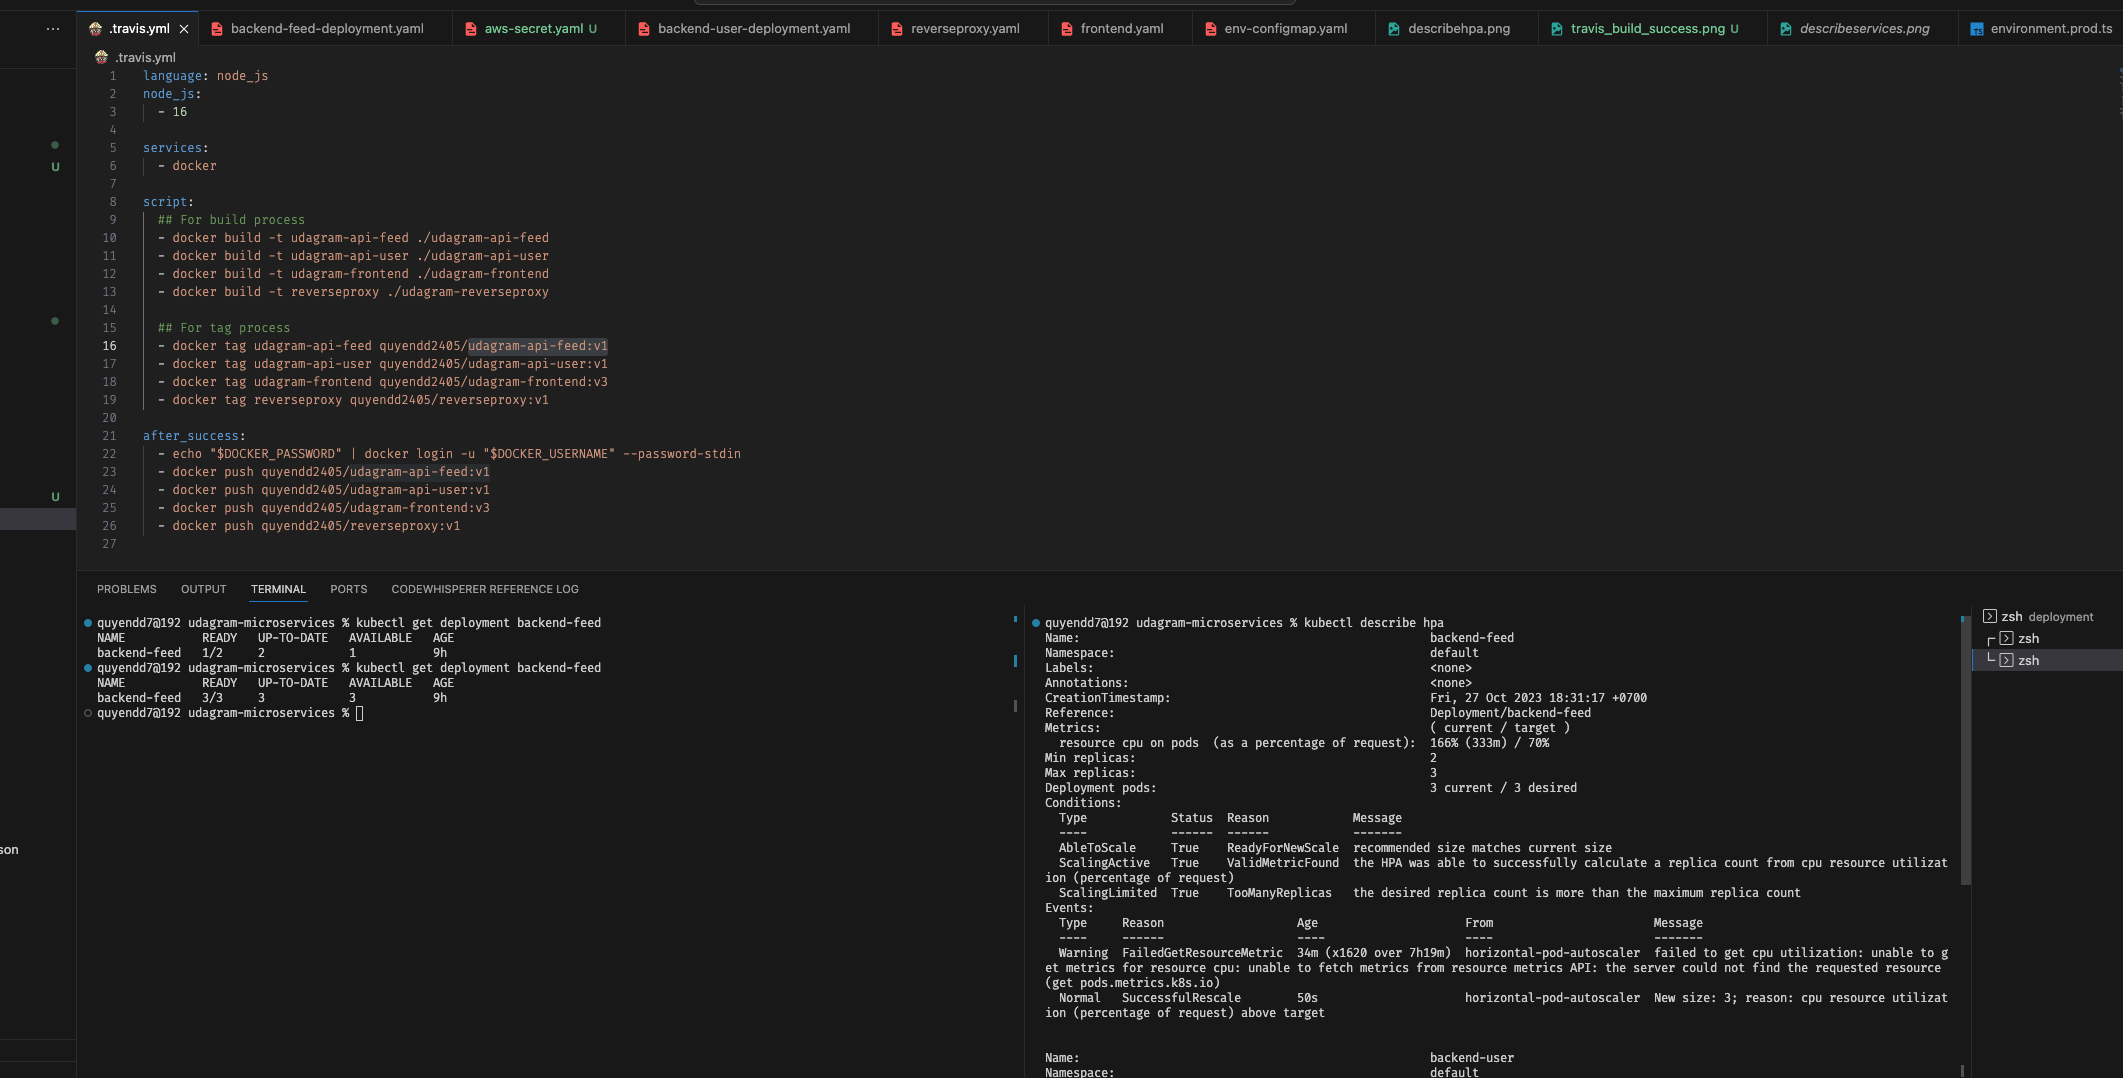 .travis.yml
backend-feed-deployment.yaml
aws-secret.yaml U
backend-user-deployment.yaml
reverseproxy.yaml
frontend.yaml
env-configmap.yaml
describehpa.png
travis_build_success.png U
describeservices.png
environment.prod.ts
.travis.yml
1 language: node_js
2 node_js:
3 - 16
4
5 services:
6 - docker
7
8 script:
9 ## For build process
10 - docker build -t udagram-api-feed ./udagram-api-feed
11 - docker build -t udagram-api-user ./udagram-api-user
12 - docker build -t udagram-frontend ./udagram-frontend
13 - docker build -t reverseproxy ./udagram-reverseproxy
14
15 ## For tag process
16 - docker tag udagram-api-feed quyendd2405/udagram-api-feed:v1
17 - docker tag udagram-api-user quyendd2405/udagram-api-user:v1
18 - docker tag udagram-frontend quyendd2405/udagram-frontend:v3
19 - docker tag reverseproxy quyendd2405/reverseproxy:v1
20
21 after_success:
22 - echo "$DOCKER_PASSWORD" | docker login -u "$DOCKER_USERNAME" --password-stdin
23 - docker push quyendd2405/udagram-api-feed:v1
24 - docker push quyendd2405/udagram-api-user:v1
25 - docker push quyendd2405/udagram-frontend:v3
26 - docker push quyendd2405/reverseproxy:v1
27
U
U
son
PROBLEMS OUTPUT TERMINAL PORTS CODEWHISPERER REFERENCE LOG
quyendd7@192 udagram-microservices % kubectl get deployment backend-feed
NAME READY UP-TO-DATE AVAILABLE AGE
backend-feed 1/2 2 1 9h
quyendd7@192 udagram-microservices % kubectl get deployment backend-feed
NAME READY UP-TO-DATE AVAILABLE AGE
backend-feed 3/3 3 3 9h
quyendd7@192 udagram-microservices %
quyendd7@192 udagram-microservices % kubectl describe hpa
Name: backend-feed
Namespace: default
Labels: <none>
Annotations: <none>
CreationTimestamp: Fri, 27 Oct 2023 18:31:17 +0700
Reference: Deployment/backend-feed
Metrics: ( current / target )
resource cpu on pods (as a percentage of request): 166% (333m) / 70%
Min replicas: 2
Max replicas: 3
Deployment pods: 3 current / 3 desired
Conditions:
Type Status Reason Message
---- ------ ------ -------
AbleToScale True ReadyForNewScale recommended size matches current size
ScalingActive True ValidMetricFound the HPA was able to successfully calculate a replica count from cpu resource utilizat
ion (percentage of request)
ScalingLimited True TooManyReplicas the desired replica count is more than the maximum replica count
Events:
Type Reason Age From Message
---- ------ ---- ---- -------
Warning FailedGetResourceMetric 34m (x1620 over 7h19m) horizontal-pod-autoscaler failed to get cpu utilization: unable to g
et metrics for resource cpu: unable to fetch metrics from resource metrics API: the server could not find the requested resource
(get pods.metrics.k8s.io)
Normal SuccessfulRescale 50s horizontal-pod-autoscaler New size: 3; reason: cpu resource utilizat
ion (percentage of request) above target
Name: backend-user
Namespace: default
zsh deployment
zsh
zsh